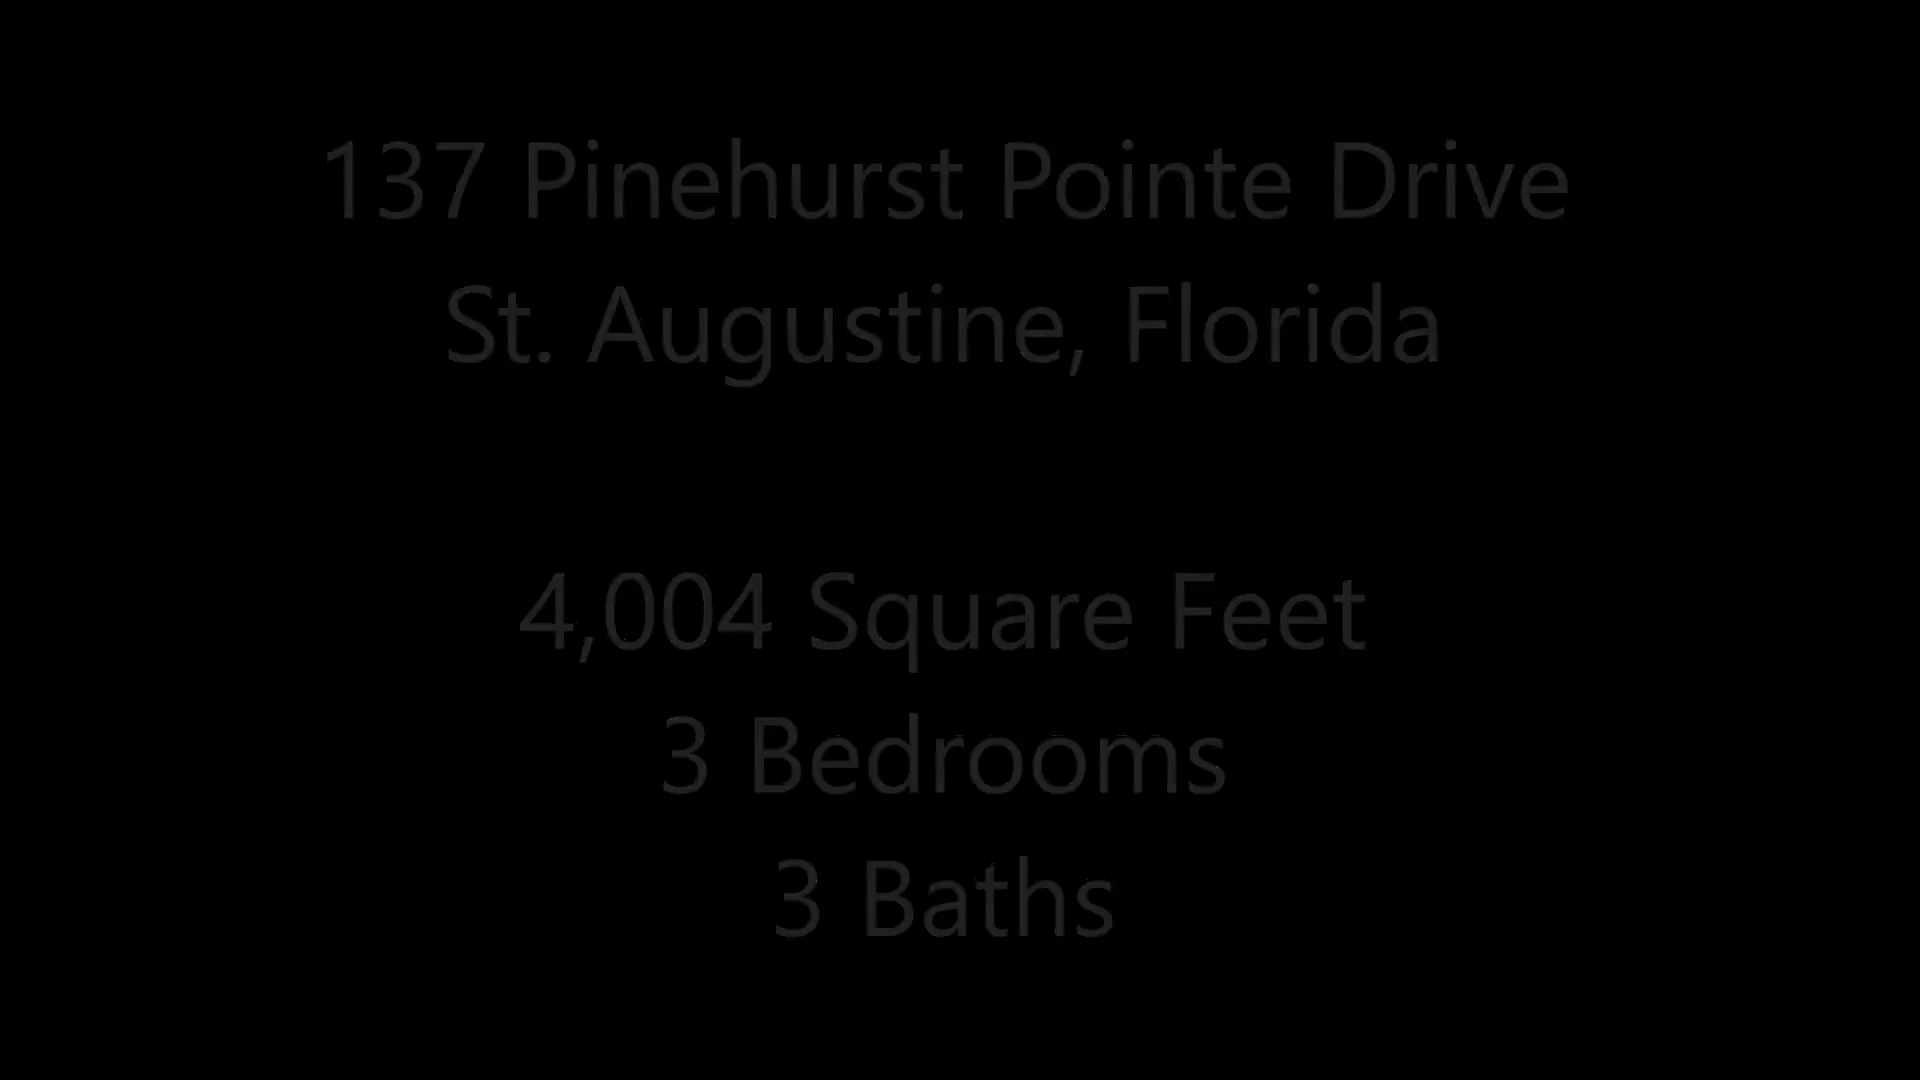 137 Pinehurst Pointe Drive
St. Augustine, Florida
4,004 Square Feet
3 Bedrooms
3 Baths